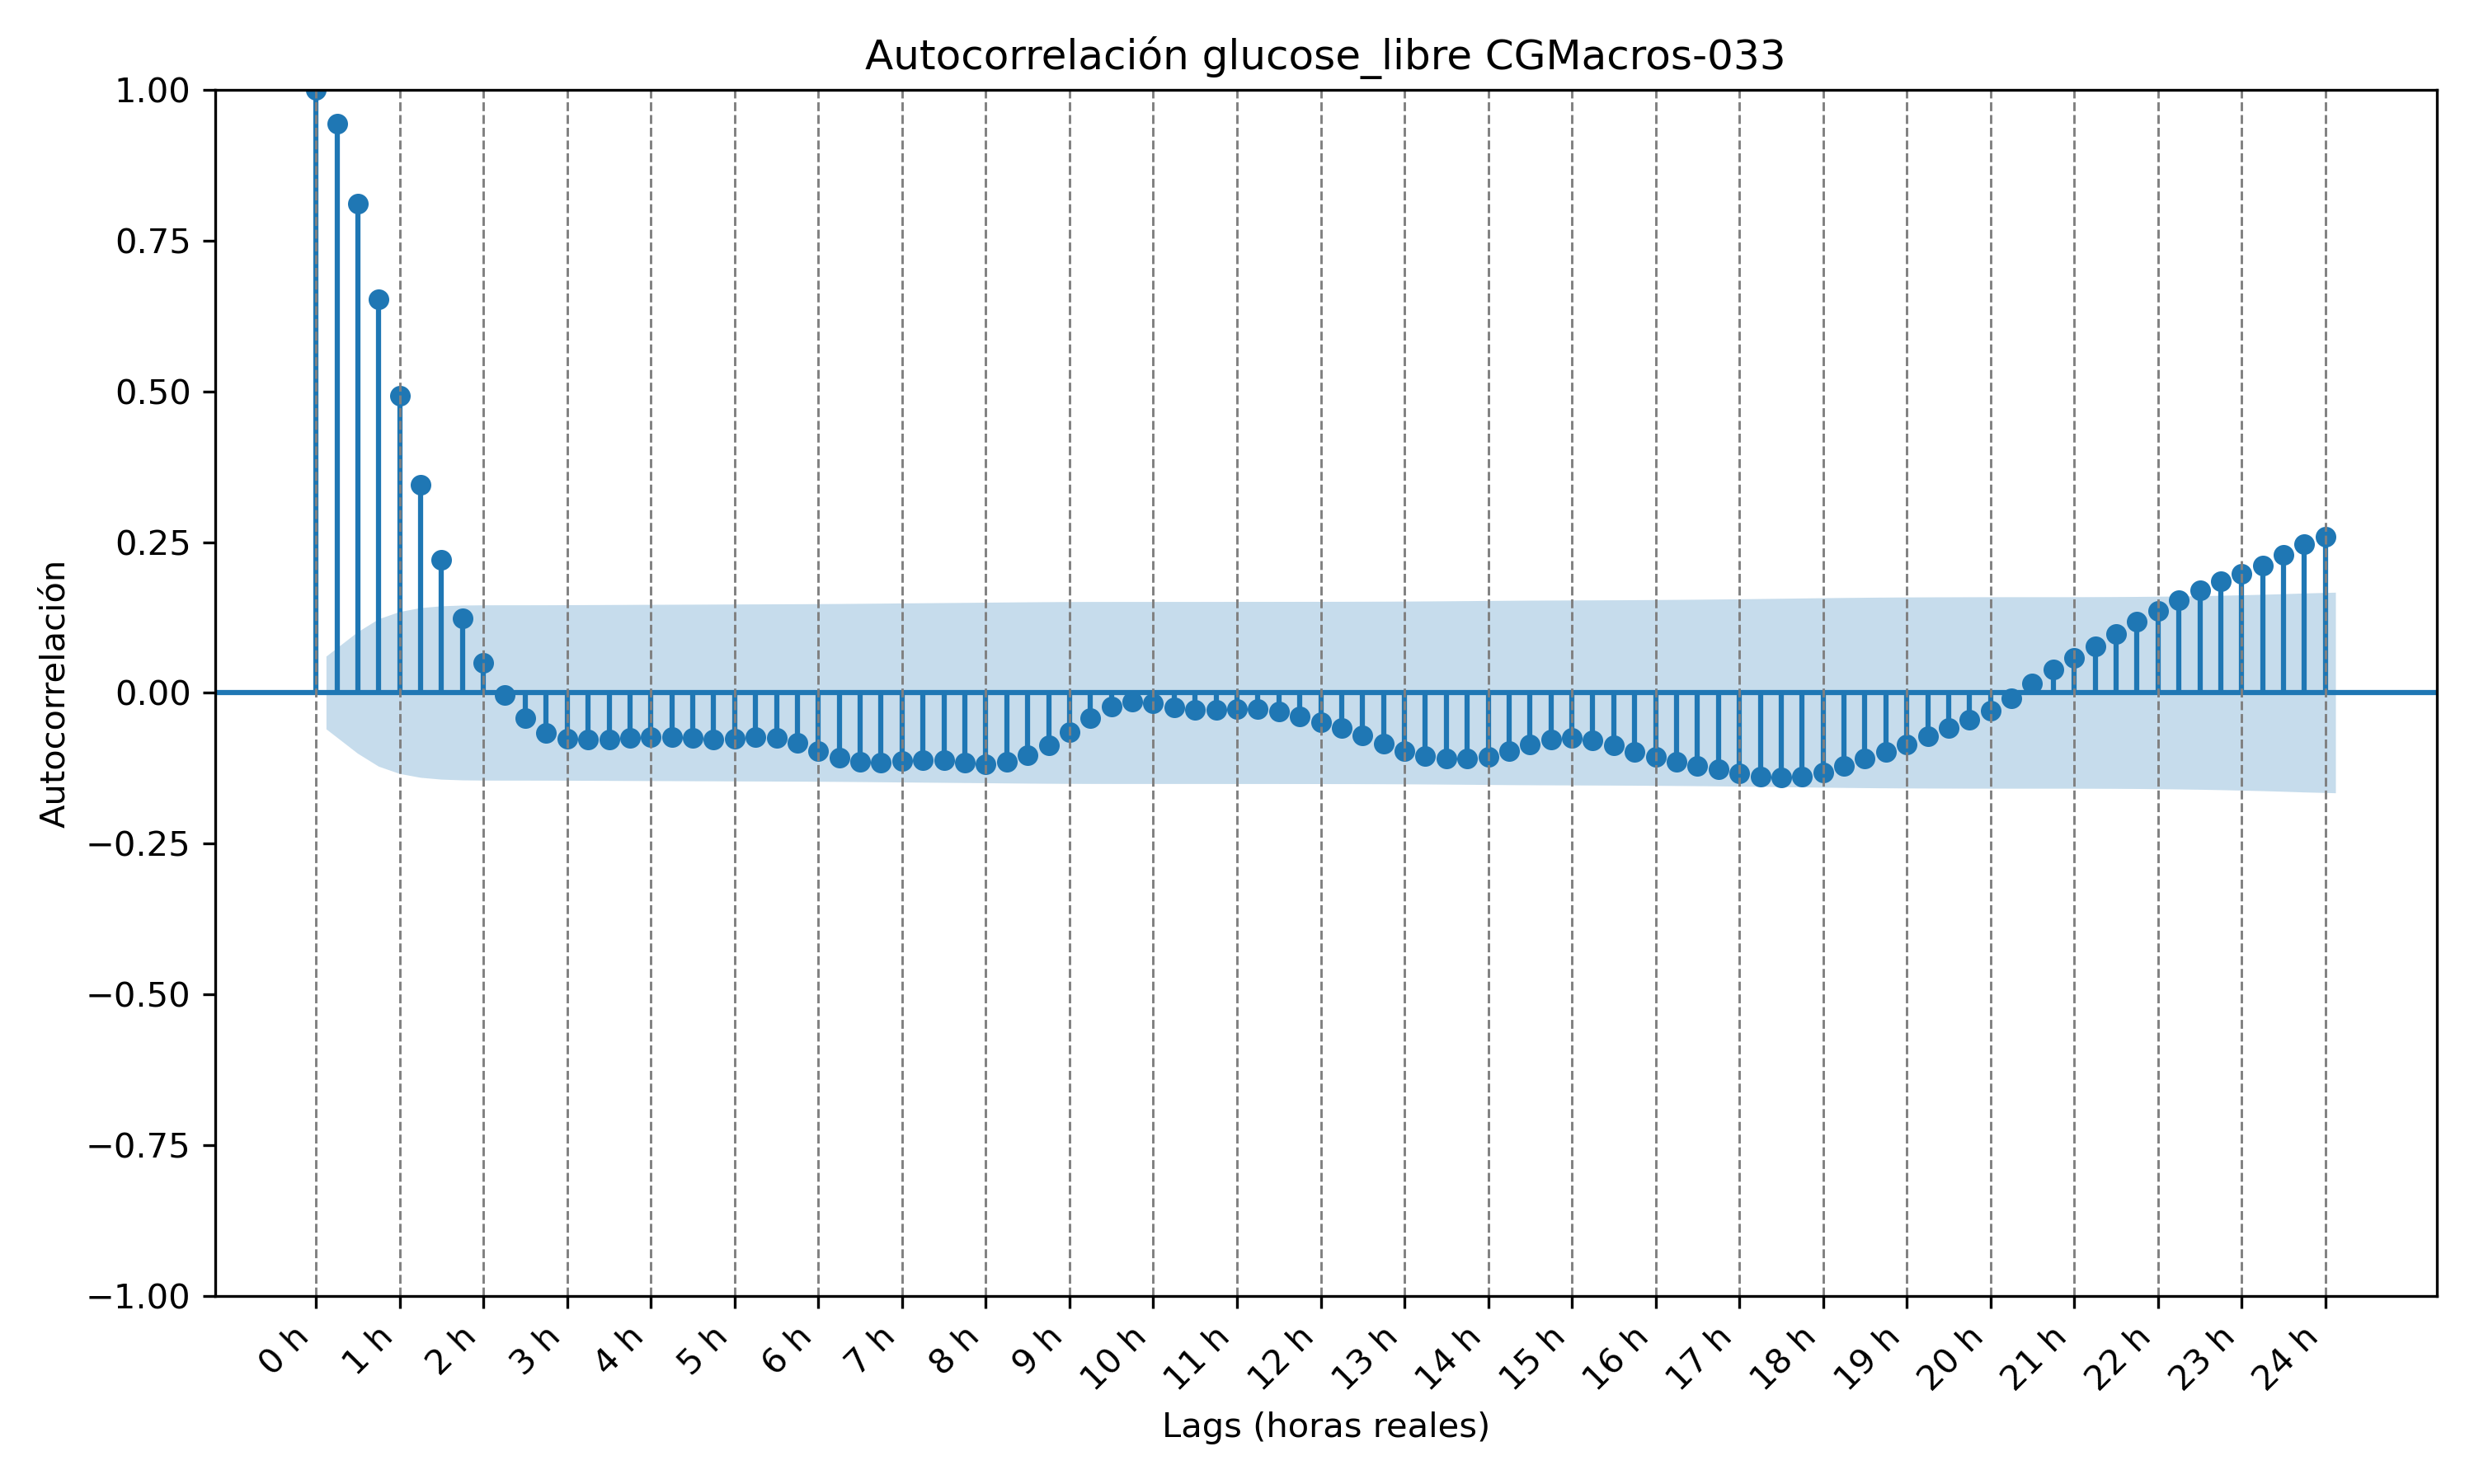 Autocorrelación glucose_libre CGMacros-033
1.00
0.75
0.50
0.25
0.00
−0.25
−0.50
−0.75
−1.00
Autocorrelación
0 h
1 h
2 h
3 h
4 h
5 h
6 h
7 h
8 h
9 h
10 h
11 h
12 h
13 h
14 h
15 h
16 h
17 h
18 h
19 h
20 h
21 h
22 h
23 h
24 h
Lags (horas reales)